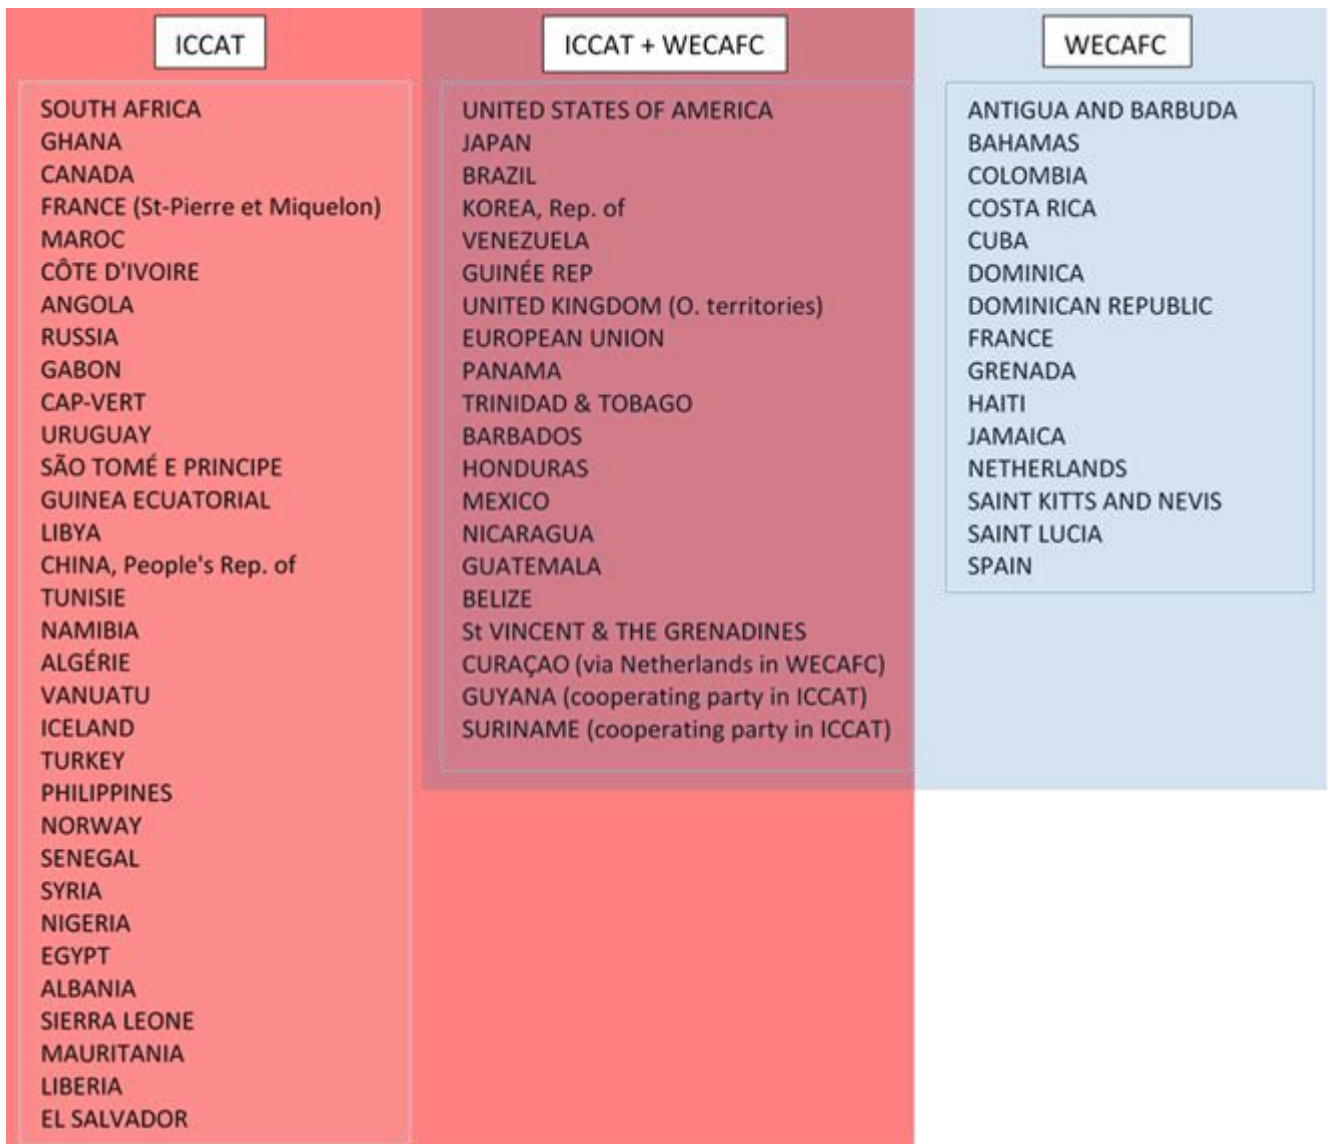 ICCAT
SOUTH AFRICA
GHANA
CANADA
FRANCE (St-Pierre et Miquelon)
MAROC
CÔTE D'IVOIRE
ANGOLA
RUSSIA
GABON
CAP-VERT
URUGUAY
SÃO TOMÉ E PRINCIPE
GUINEA ECUATORIAL
LIBYA
CHINA, People's Rep. of
TUNISIE
NAMIBIA
ALGÉRIE
VANUATU
ICELAND
TURKEY
PHILIPPINES
NORWAY
SENEGAL
SYRIA
NIGERIA
EGYPT
ALBANIA
SIERRA LEONE
MAURITANIA
LIBERIA
EL SALVADOR
ICCAT + WECAFC
UNITED STATES OF AMERICA
JAPAN
BRAZIL
KOREA, Rep. of
VENEZUELA
GUINÉE REP
UNITED KINGDOM (O. territories)
EUROPEAN UNION
PANAMA
TRINIDAD & TOBAGO
BARBADOS
HONDURAS
MEXICO
NICARAGUA
GUATEMALA
BELIZE
St VINCENT & THE GRENADINES
CURAÇAO (via Netherlands in WECAFC)
GUYANA (cooperating party in ICCAT)
SURINAME (cooperating party in ICCAT)
WECAFC
ANTIGUA AND BARBUDA
BAHAMAS
COLOMBIA
COSTA RICA
CUBA
DOMINICA
DOMINICAN REPUBLIC
FRANCE
GRENADA
HAITI
JAMAICA
NETHERLANDS
SAINT KITTS AND NEVIS
SAINT LUCIA
SPAIN